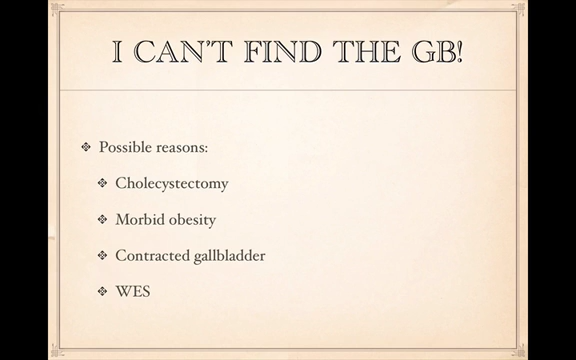 I CAN'T FIND THE GB!
Possible reasons:
Cholecystectomy
Morbid obesity
Contracted gallbladder
WES